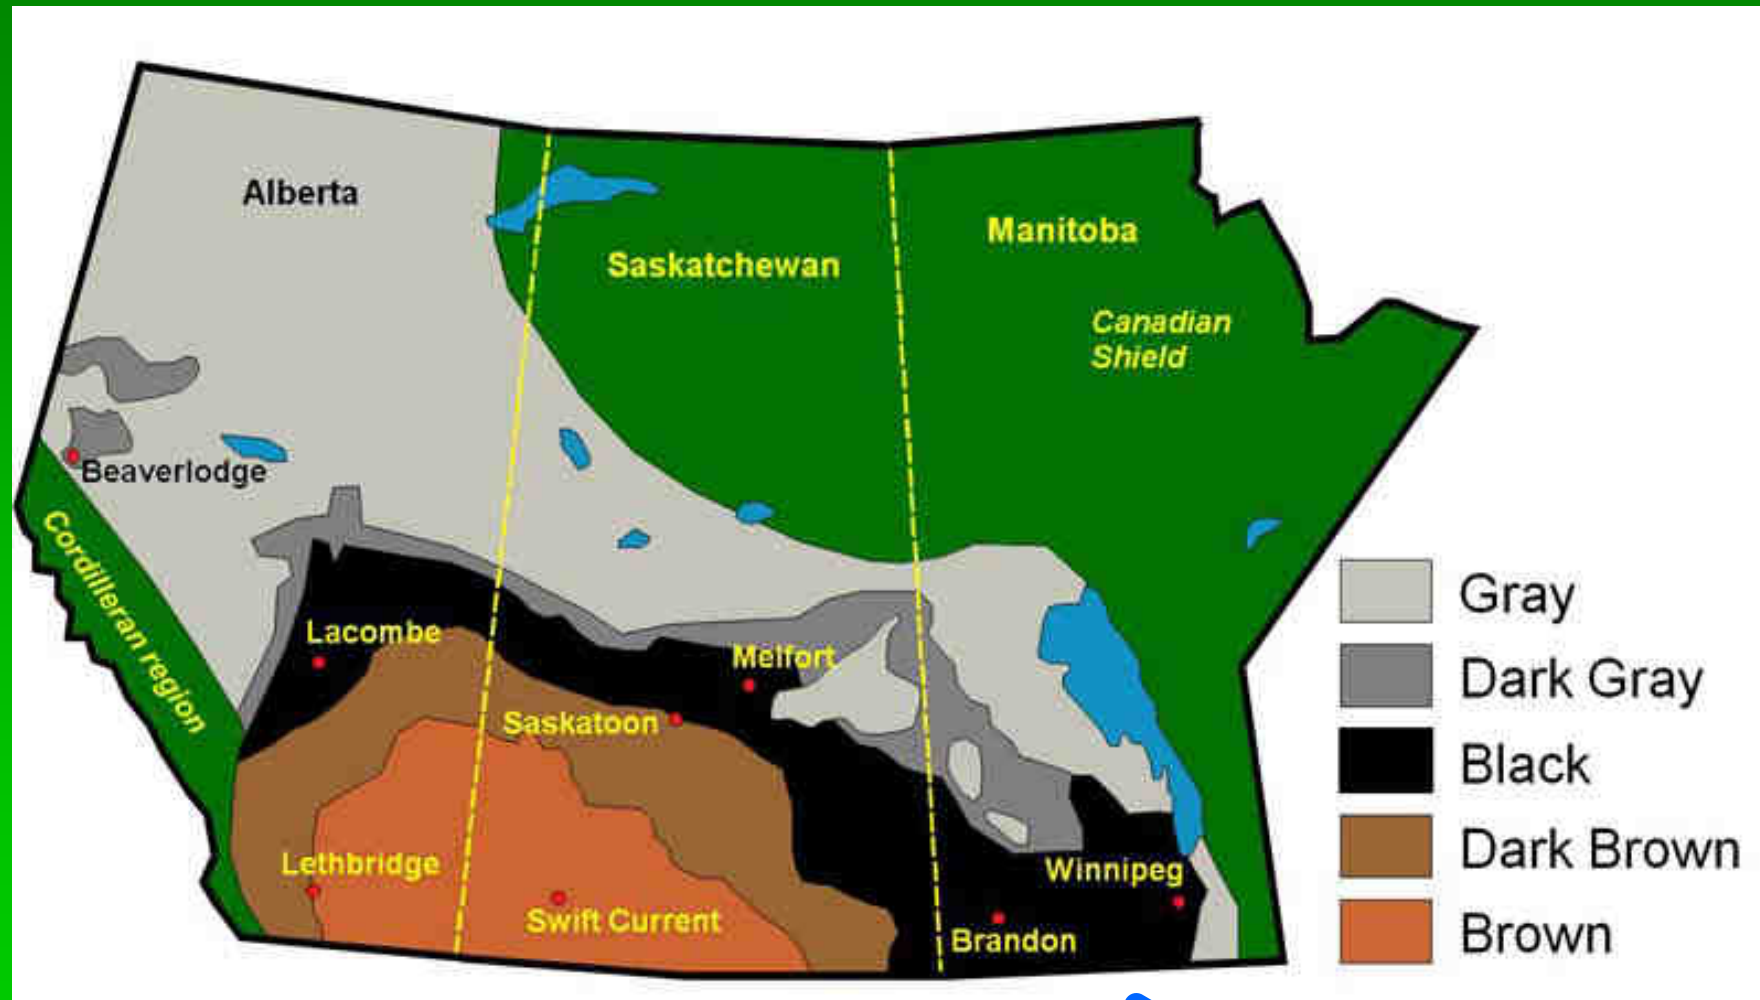 Alberta
Saskatchewan
Manitoba
Canadian
Shield
Beaverlodge
Cordilleran region
Lacombe
Melfort
Saskatoon
Lethbridge
Swift Current
Winnipeg
Brandon
Gray
Dark Gray
Black
Dark Brown
Brown